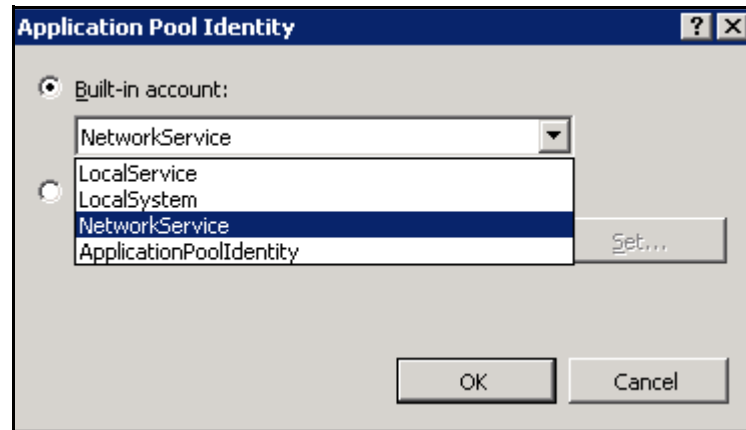 Application Pool Identity
Built-in account:
NetworkService
LocalService
LocalSystem
NetworkService
ApplicationPoolIdentity
Set...
OK
Cancel